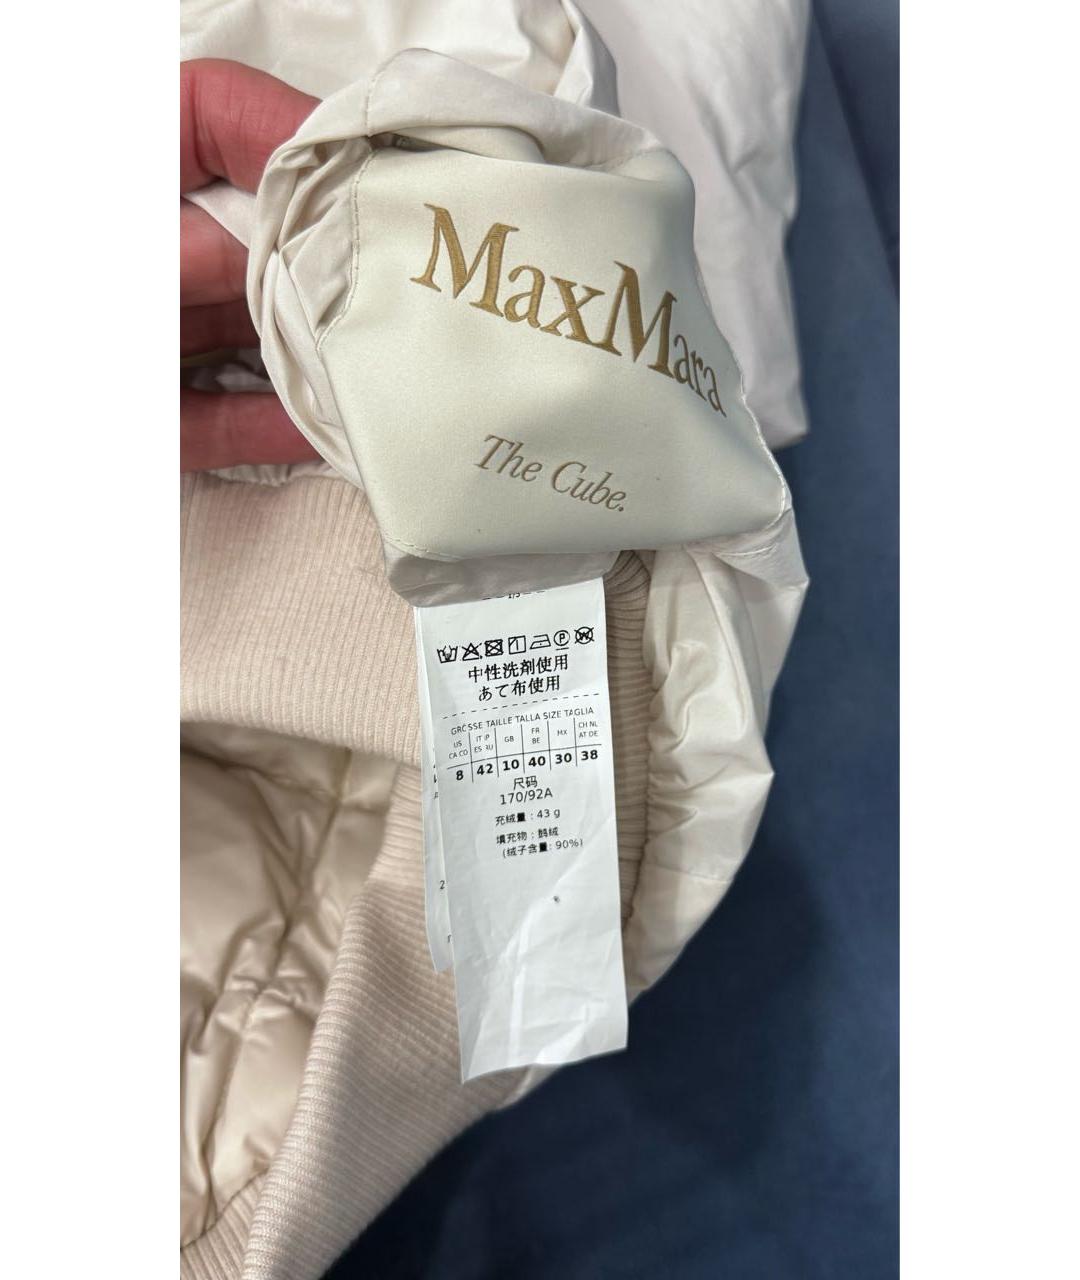 MaxMara
The Cube.
中性洗剤使用
あて布使用
GRÖSSE TAILLE TALLA SIZE TAGLIA
US IT JP GB FR MX CH NL
CA CO ES RU BE AT DE
8 42 10 40 30 38
尺码
170/92A
充绒量:43 g
填充物:鹅绒
(绒子含量:90%)
2